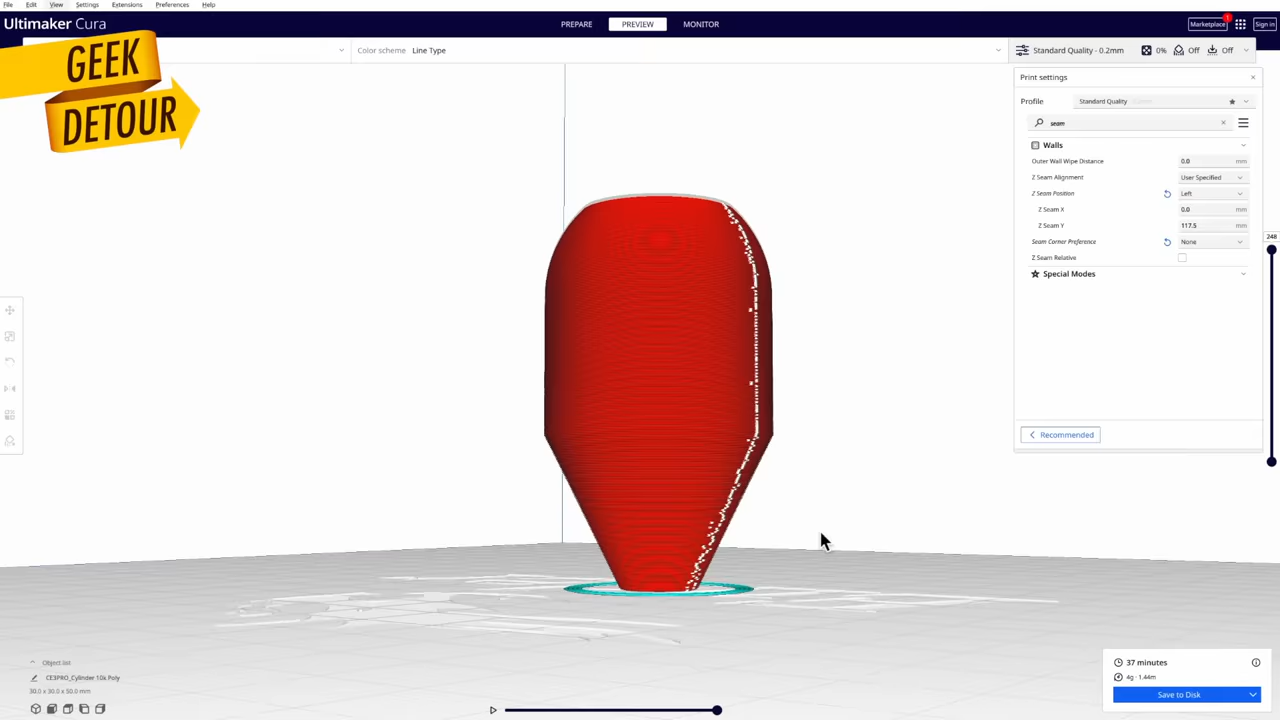 File Edit View Settings Extensions Preferences Help
Ultimaker Cura
PREPARE PREVIEW MONITOR
Marketplace 1 Sign in
GEEK
DETOUR
Color scheme Line Type
Standard Quality - 0.2mm 0% Off Off
Print settings
Profile Standard Quality
seam
Walls
Outer Wall Wipe Distance 0.0 mm
Z Seam Alignment User Specified
Z Seam Position Left
Z Seam X 0.0 mm
Z Seam Y 117.5 mm
Seam Corner Preference None
Z Seam Relative
Special Modes
248
Recommended
Object list
CE3PRO_Cylinder 10k Poly
30.0 x 30.0 x 50.0 mm
37 minutes
4g · 1.44m
Save to Disk